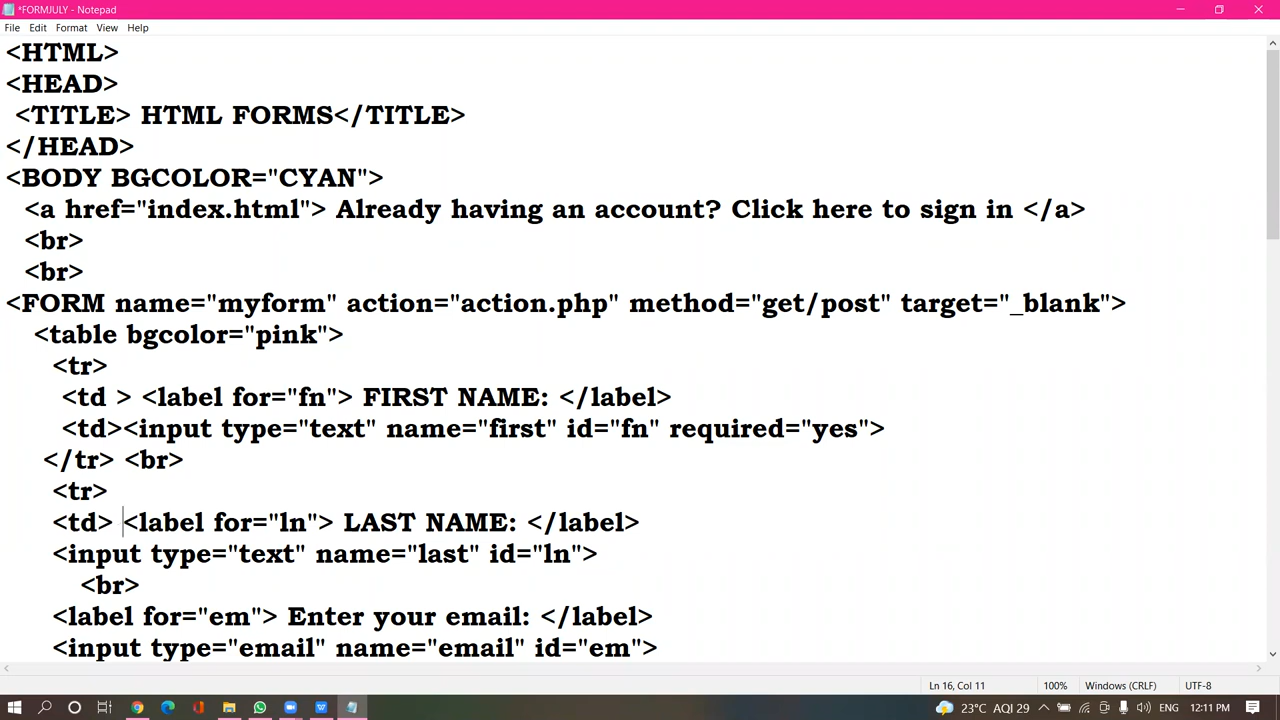 *FORMJULY - Notepad
File Edit Format View Help
<HTML>
<HEAD>
<TITLE> HTML FORMS</TITLE>
</HEAD>
<BODY BGCOLOR="CYAN">
<a href="index.html"> Already having an account? Click here to sign in </a>
<br>
<br>
<FORM name="myform" action="action.php" method="get/post" target="_blank">
<table bgcolor="pink">
<tr>
<td > <label for="fn"> FIRST NAME: </label>
<td><input type="text" name="first" id="fn" required="yes">
</tr> <br>
<tr>
<td> <label for="ln"> LAST NAME: </label>
<input type="text" name="last" id="ln">
<br>
<label for="em"> Enter your email: </label>
<input type="email" name="email" id="em">
Ln 16, Col 11 100% Windows (CRLF) UTF-8
23°C AQI 29 ENG 12:11 PM